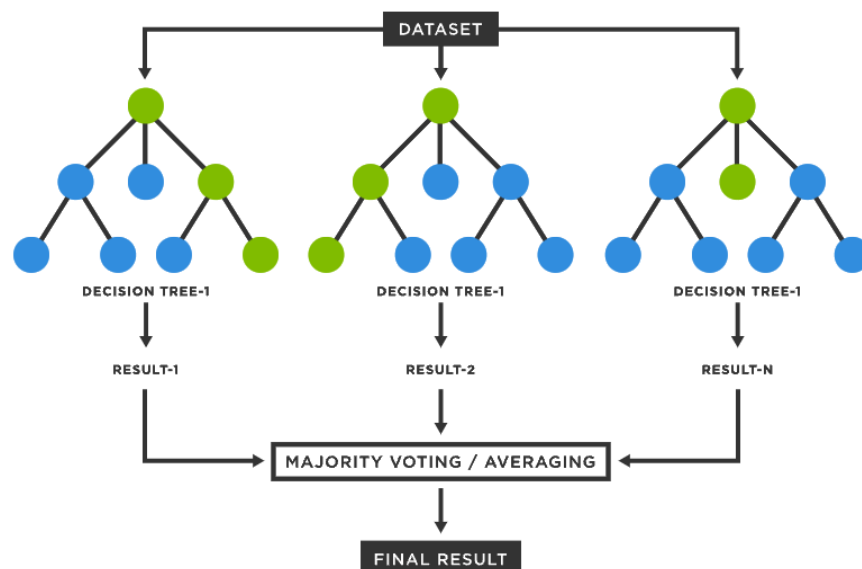 DATASET
DECISION TREE-1
DECISION TREE-1
DECISION TREE-1
RESULT-1
RESULT-2
RESULT-N
MAJORITY VOTING / AVERAGING
FINAL RESULT